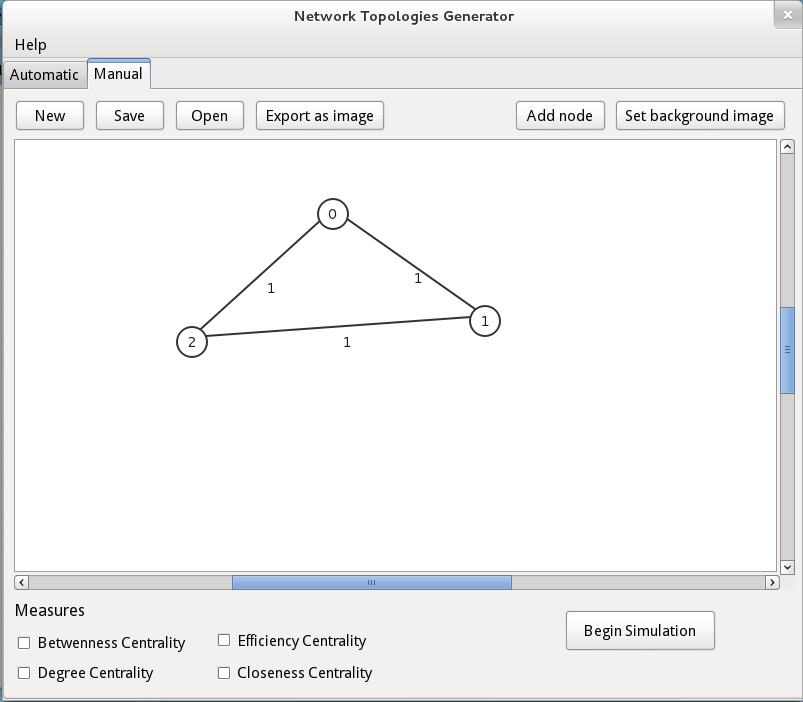 Network Topologies Generator
Help
Automatic Manual
New Save Open Export as image Add node Set background image
0
1
1
1
2
1
Measures
Betwenness Centrality Efficiency Centrality
Begin Simulation
Degree Centrality Closeness Centrality